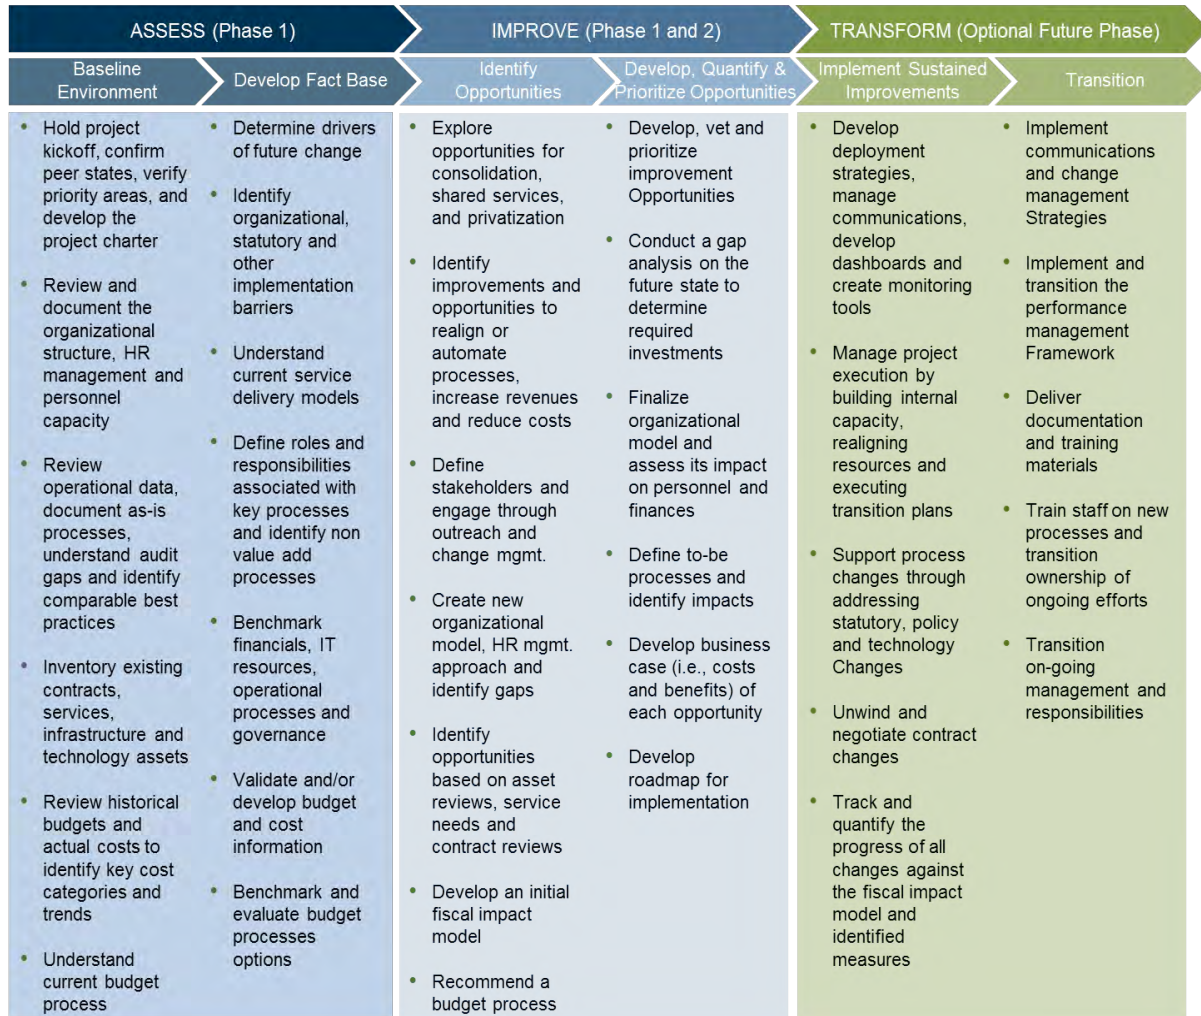 ASSESS (Phase 1)
IMPROVE (Phase 1 and 2)
TRANSFORM (Optional Future Phase)
Baseline
Environment
Develop Fact Base
Identify
Opportunities
Develop, Quantify &
Prioritize Opportunities
Implement Sustained
Improvements
Transition
• Hold project
kickoff, confirm
peer states, verify
priority areas, and
develop the
project charter
• Review and
document the
organizational
structure, HR
management and
personnel
capacity
• Review
operational data,
document as-is
processes,
understand audit
gaps and identify
comparable best
practices
• Inventory existing
contracts,
services,
infrastructure and
technology assets
• Review historical
budgets and
actual costs to
identify key cost
categories and
trends
• Understand
current budget
process
• Determine drivers
of future change
• Identify
organizational,
statutory and
other
implementation
barriers
• Understand
current service
delivery models
• Define roles and
responsibilities
associated with
key processes
and identify non
value add
processes
• Benchmark
financials, IT
resources,
operational
processes and
governance
• Validate and/or
develop budget
and cost
information
• Benchmark and
evaluate budget
processes
options
• Explore
opportunities for
consolidation,
shared services,
and privatization
• Identify
improvements and
opportunities to
realign or
automate
processes,
increase revenues
and reduce costs
• Define
stakeholders and
engage through
outreach and
change mgmt.
• Create new
organizational
model, HR mgmt.
approach and
identify gaps
• Identify
opportunities
based on asset
reviews, service
needs and
contract reviews
• Develop an initial
fiscal impact
model
• Recommend a
budget process
• Develop, vet and
prioritize
improvement
Opportunities
• Conduct a gap
analysis on the
future state to
determine
required
investments
• Finalize
organizational
model and
assess its impact
on personnel and
finances
• Define to-be
processes and
identify impacts
• Develop business
case (i.e., costs
and benefits) of
each opportunity
• Develop
roadmap for
implementation
• Develop
deployment
strategies,
manage
communications,
develop
dashboards and
create monitoring
tools
• Manage project
execution by
building internal
capacity,
realigning
resources and
executing
transition plans
• Support process
changes through
addressing
statutory, policy
and technology
Changes
• Unwind and
negotiate contract
changes
• Track and
quantify the
progress of all
changes against
the fiscal impact
model and
identified
measures
• Implement
communications
and change
management
Strategies
• Implement and
transition the
performance
management
Framework
• Deliver
documentation
and training
materials
• Train staff on new
processes and
transition
ownership of
ongoing efforts
• Transition
on-going
management and
responsibilities